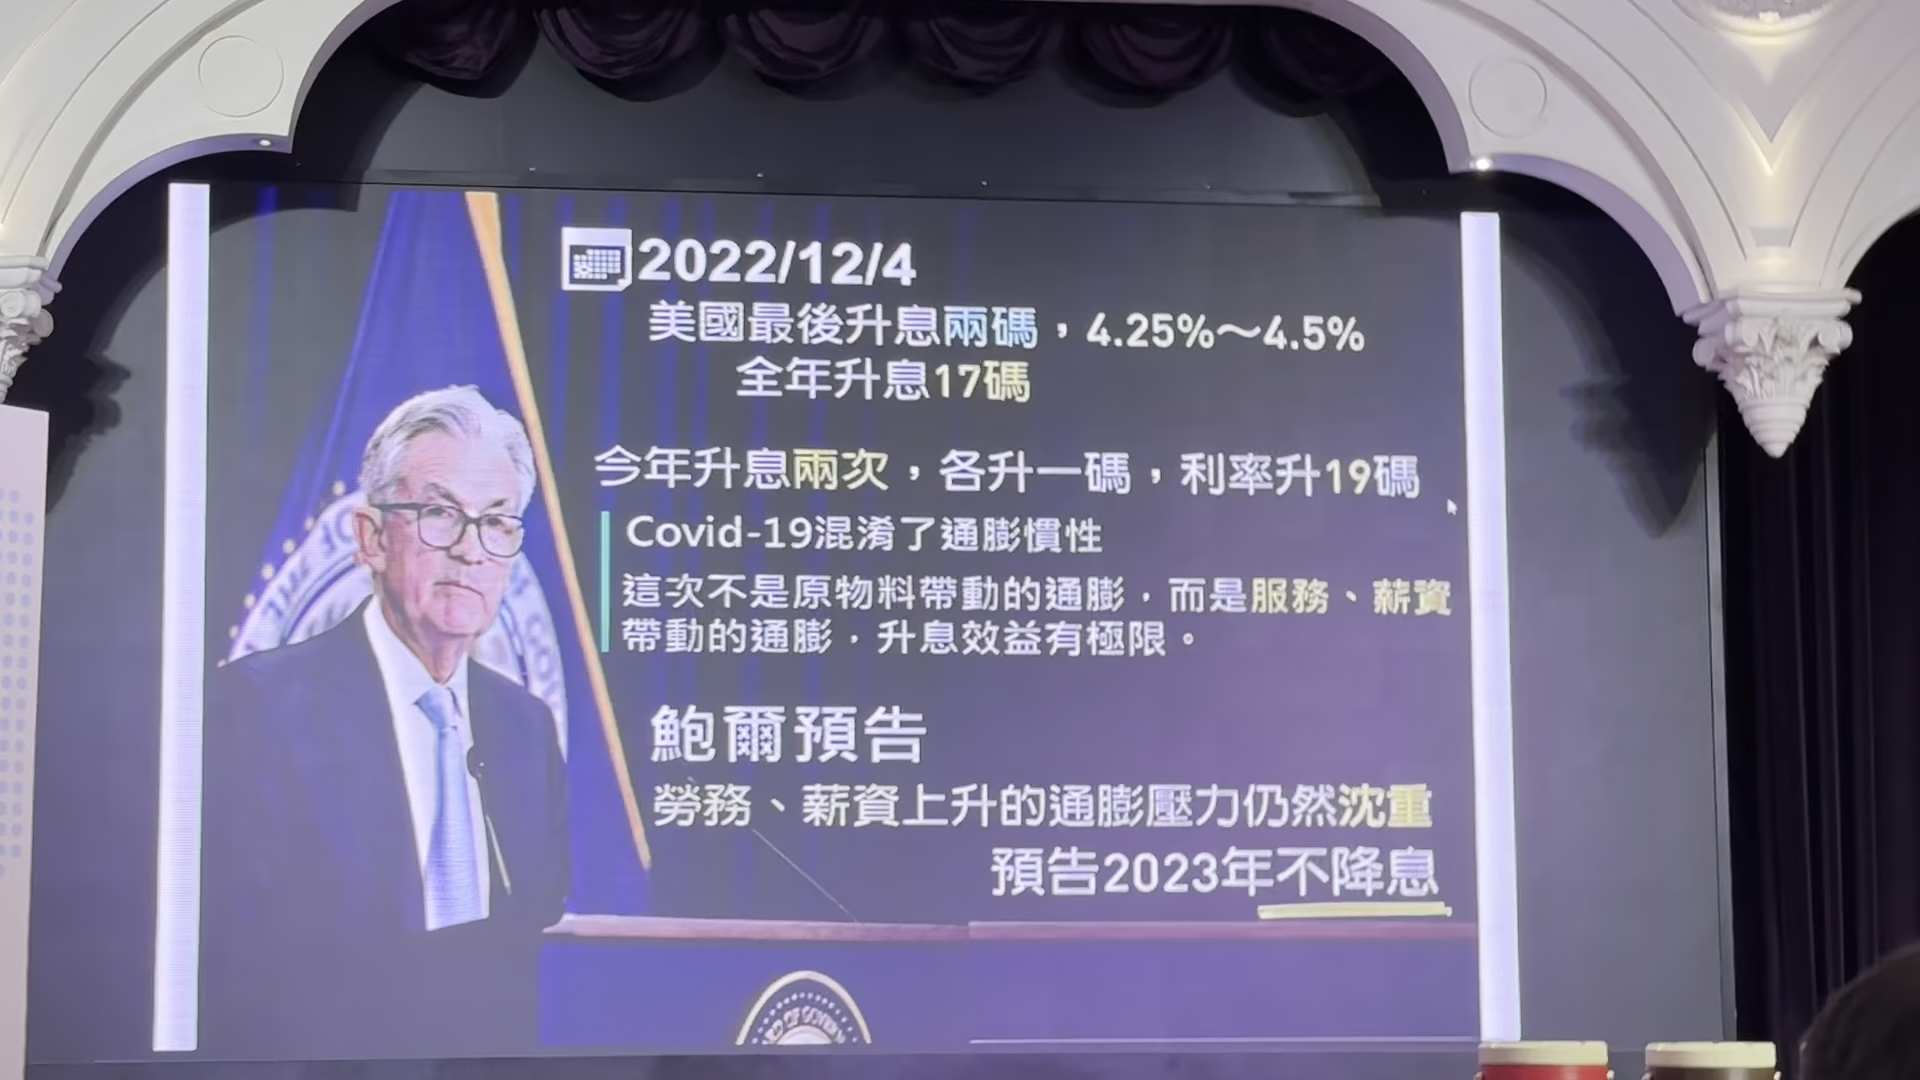 2022/12/4
美國最後升息兩碼，4.25%～4.5%
全年升息17碼
今年升息兩次，各升一碼，利率升19碼
Covid-19混淆了通膨慣性
這次不是原物料帶動的通膨，而是服務、薪資
帶動的通膨，升息效益有極限。
鮑爾預告
勞務、薪資上升的通膨壓力仍然沈重
預告2023年不降息